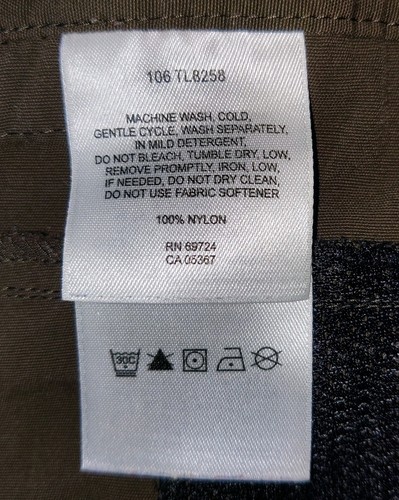 106 TL8258
MACHINE WASH, COLD,
GENTLE CYCLE, WASH SEPARATELY,
IN MILD DETERGENT,
DO NOT BLEACH, TUMBLE DRY, LOW,
REMOVE PROMPTLY, IRON, LOW,
IF NEEDED, DO NOT DRY CLEAN,
DO NOT USE FABRIC SOFTENER
100% NYLON
RN 89724
CA 05367
30C